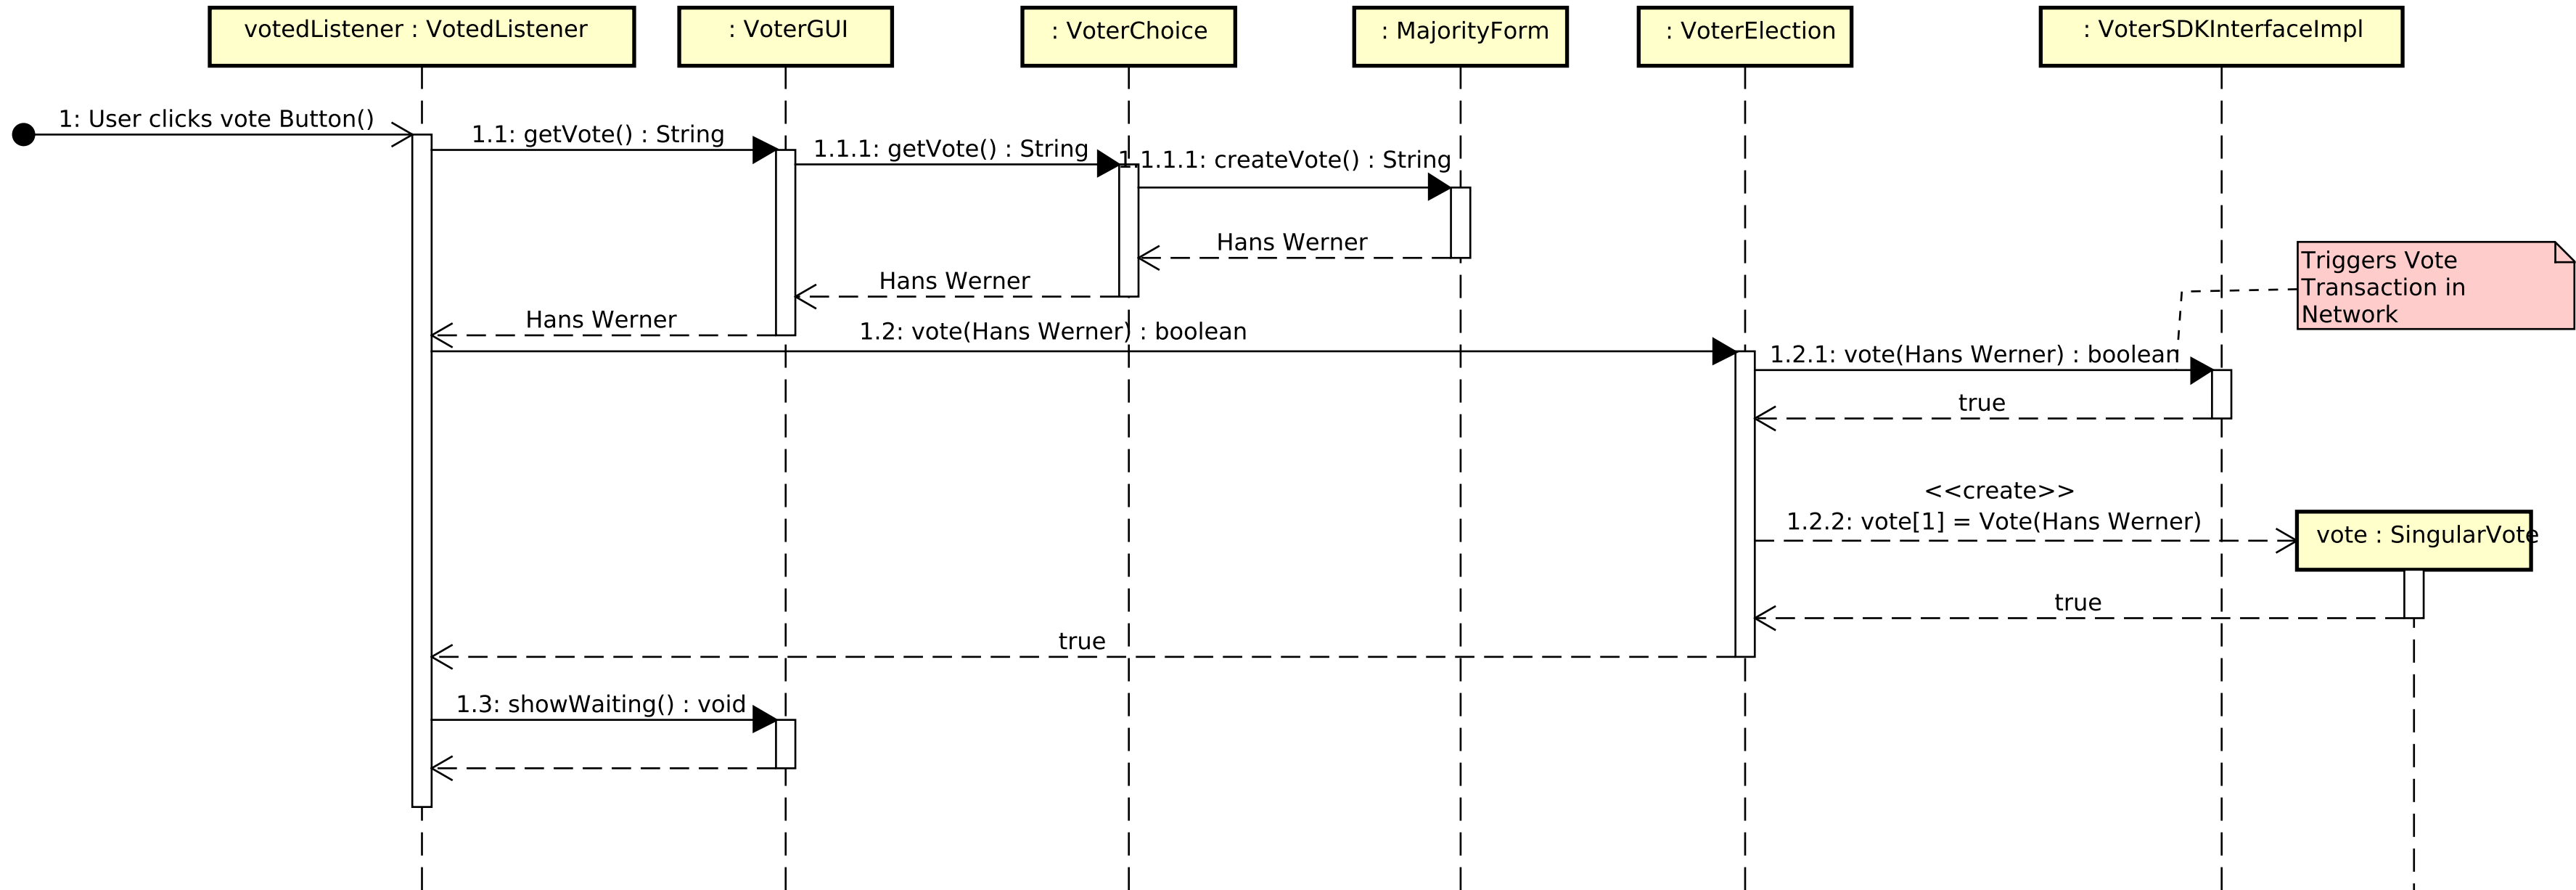 votedListener : VotedListener
: VoterGUI
: VoterChoice
: MajorityForm
: VoterElection
: VoterSDKInterfaceImpl
1: User clicks vote Button()
1.1: getVote() : String
1.1.1: getVote() : String
1.1.1.1: createVote() : String
Hans Werner
Hans Werner
Hans Werner
Triggers Vote
Transaction in
Network
1.2: vote(Hans Werner) : boolean
1.2.1: vote(Hans Werner) : boolean
true
<<create>>
1.2.2: vote[1] = Vote(Hans Werner)
vote : SingularVote
true
true
1.3: showWaiting() : void